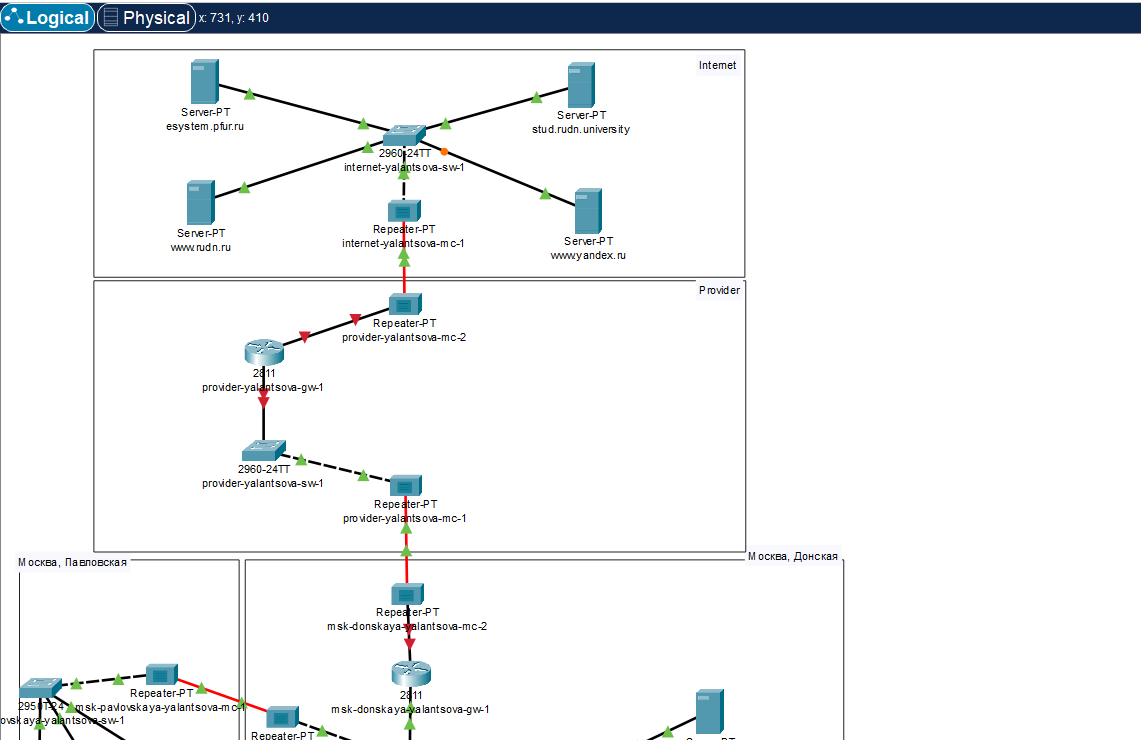 Logical
Physical
x: 731, y: 410
Internet
Server-PT
esystem.pfur.ru
Server-PT
stud.rudn.university
2960-24TT
internet-yalantsova-sw-1
Server-PT
www.rudn.ru
Repeater-PT
internet-yalantsova-mc-1
Server-PT
www.yandex.ru
Provider
Repeater-PT
provider-yalantsova-mc-2
2811
provider-yalantsova-gw-1
2960-24TT
provider-yalantsova-sw-1
Repeater-PT
provider-yalantsova-mc-1
Москва, Павловская
Москва, Донская
Repeater-PT
msk-donskaya-yalantsova-mc-2
2811
msk-donskaya-yalantsova-gw-1
Repeater-PT
msk-pavlovskaya-yalantsova-mc-1
2950T-24
ovskaya-yalantsova-sw-1
Repeater-PT